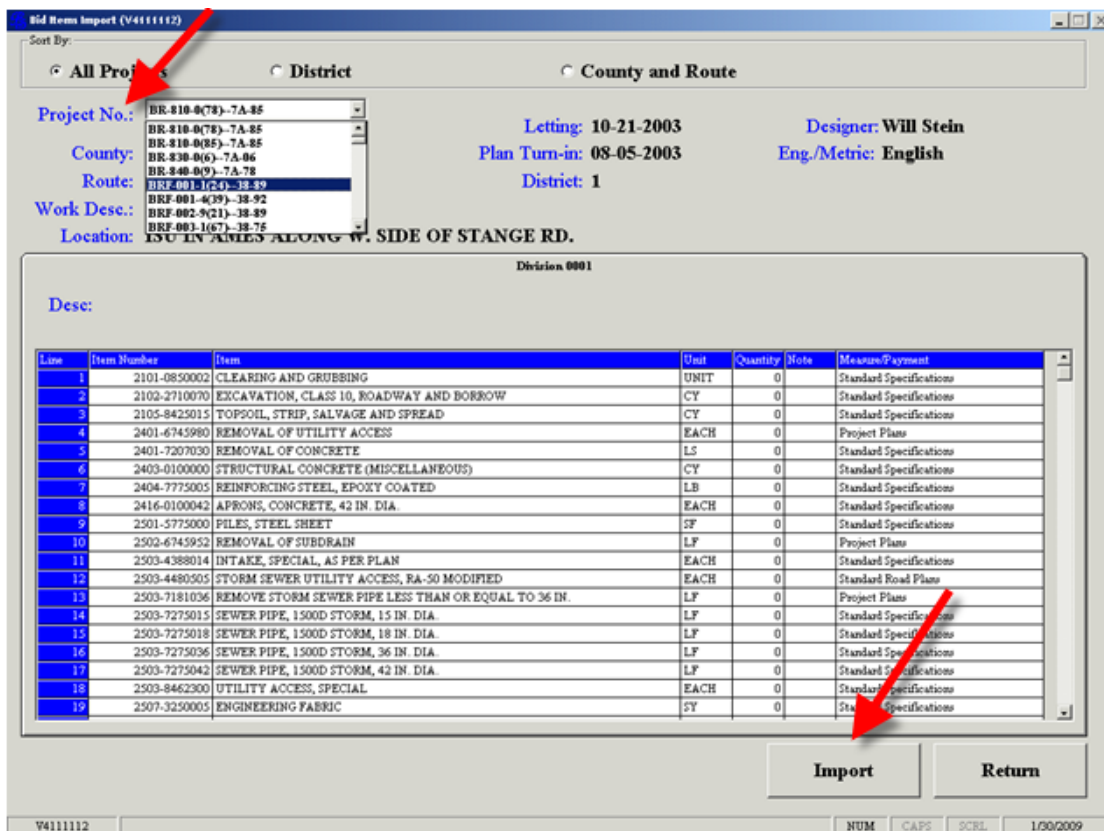 Bid Items Import (V4111112)
Sort By:
All Projects District County and Route
Project No.: BR-810-0(78)--7A-85
BR-810-0(78)--7A-85
BR-810-0(85)--7A-85
BR-830-0(6)--7A-06
BR-840-0(9)--7A-78
BRF-001-1(24)--38-89
BRF-001-4(39)--38-92
BRF-002-9(21)--38-89
BRF-003-1(67)--38-75
Letting: 10-21-2003 Designer: Will Stein
County: Plan Turn-in: 08-05-2003 Eng./Metric: English
Route: District: 1
Work Desc.:
Location: ISU IN AMES ALONG W. SIDE OF STANGE RD.
Division 0001
Desc:
Line Item Number Item Unit Quantity Note Measure/Payment
1 2101-0850002 CLEARING AND GRUBBING UNIT 0 Standard Specifications
2 2102-2710070 EXCAVATION, CLASS 10, ROADWAY AND BORROW CY 0 Standard Specifications
3 2105-8425015 TOPSOIL, STRIP, SALVAGE AND SPREAD CY 0 Standard Specifications
4 2401-6745980 REMOVAL OF UTILITY ACCESS EACH 0 Project Plans
5 2401-7207030 REMOVAL OF CONCRETE LS 0 Standard Specifications
6 2403-0100000 STRUCTURAL CONCRETE (MISCELLANEOUS) CY 0 Standard Specifications
7 2404-7775005 REINFORCING STEEL, EPOXY COATED LB 0 Standard Specifications
8 2416-0100042 APRONS, CONCRETE, 42 IN. DIA. EACH 0 Standard Specifications
9 2501-5775000 PILES, STEEL SHEET SF 0 Standard Specifications
10 2502-6745952 REMOVAL OF SUBDRAIN LF 0 Project Plans
11 2503-4388014 INTAKE, SPECIAL, AS PER PLAN EACH 0 Standard Specifications
12 2503-4480505 STORM SEWER UTILITY ACCESS, RA-50 MODIFIED EACH 0 Standard Road Plans
13 2503-7181036 REMOVE STORM SEWER PIPE LESS THAN OR EQUAL TO 36 IN. LF 0 Project Plans
14 2503-7275015 SEWER PIPE, 1500D STORM, 15 IN. DIA. LF 0 Standard Specifications
15 2503-7275018 SEWER PIPE, 1500D STORM, 18 IN. DIA. LF 0 Standard Specifications
16 2503-7275036 SEWER PIPE, 1500D STORM, 36 IN. DIA. LF 0 Standard Specifications
17 2503-7275042 SEWER PIPE, 1500D STORM, 42 IN. DIA. LF 0 Standard Specifications
18 2503-8462300 UTILITY ACCESS, SPECIAL EACH 0 Standard Specifications
19 2507-3250005 ENGINEERING FABRIC SY 0 Standard Specifications
Import Return
V4111112 NUM CAPS SCRL 1/30/2009